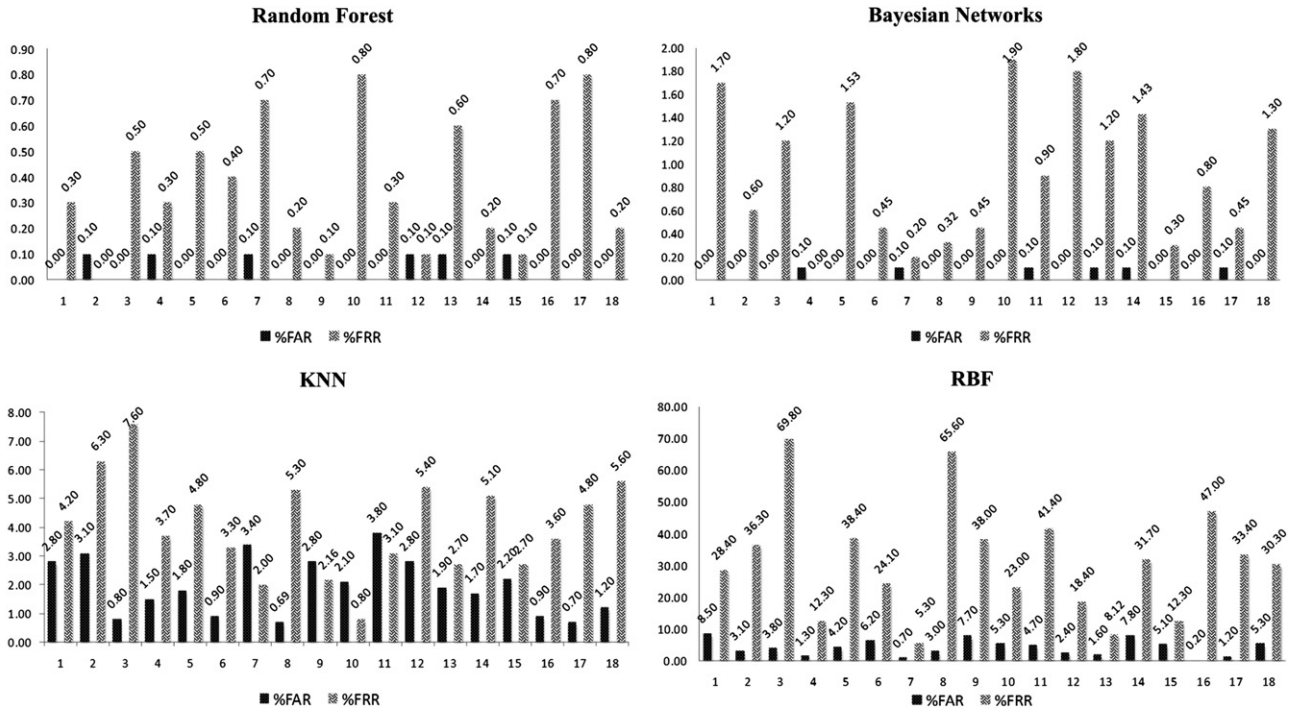 Random Forest
0.90
0.80
0.70
0.60
0.50
0.40
0.30
0.20
0.10
0.00
0.00 0.30 0.10 0.00 0.00 0.50 0.10 0.30 0.00 0.50 0.00 0.40 0.10 0.70 0.00 0.20 0.00 0.10 0.00 0.80 0.00 0.30 0.10 0.10 0.10 0.60 0.00 0.20 0.10 0.10 0.00 0.70 0.00 0.80 0.00 0.20
1 2 3 4 5 6 7 8 9 10 11 12 13 14 15 16 17 18
%FAR %FRR
Bayesian Networks
2.00
1.80
1.60
1.40
1.20
1.00
0.80
0.60
0.40
0.20
0.00
0.00 1.70 0.00 0.60 0.00 1.20 0.10 0.00 0.00 1.53 0.00 0.45 0.10 0.20 0.00 0.32 0.00 0.45 0.00 1.90 0.10 0.90 0.00 1.80 0.10 1.20 0.10 1.43 0.00 0.30 0.00 0.80 0.10 0.45 0.00 1.30
1 2 3 4 5 6 7 8 9 10 11 12 13 14 15 16 17 18
%FAR %FRR
KNN
8.00
7.00
6.00
5.00
4.00
3.00
2.00
1.00
0.00
2.80 4.20 3.10 6.30 0.80 7.60 1.50 3.70 1.80 4.80 0.90 3.30 3.40 2.00 0.69 5.30 2.80 2.16 2.10 0.80 3.80 3.10 2.80 5.40 1.90 2.70 1.70 5.10 2.20 2.70 0.90 3.60 0.70 4.80 1.20 5.60
1 2 3 4 5 6 7 8 9 10 11 12 13 14 15 16 17 18
%FAR %FRR
RBF
80.00
70.00
60.00
50.00
40.00
30.00
20.00
10.00
0.00
8.50 28.40 3.10 36.30 3.80 69.80 1.30 12.30 4.20 38.40 6.20 24.10 0.70 5.30 3.00 65.60 7.70 38.00 5.30 23.00 4.70 41.40 2.40 18.40 1.60 8.12 7.80 31.70 5.10 12.30 0.20 47.00 1.20 33.40 5.30 30.30
1 2 3 4 5 6 7 8 9 10 11 12 13 14 15 16 17 18
%FAR %FRR